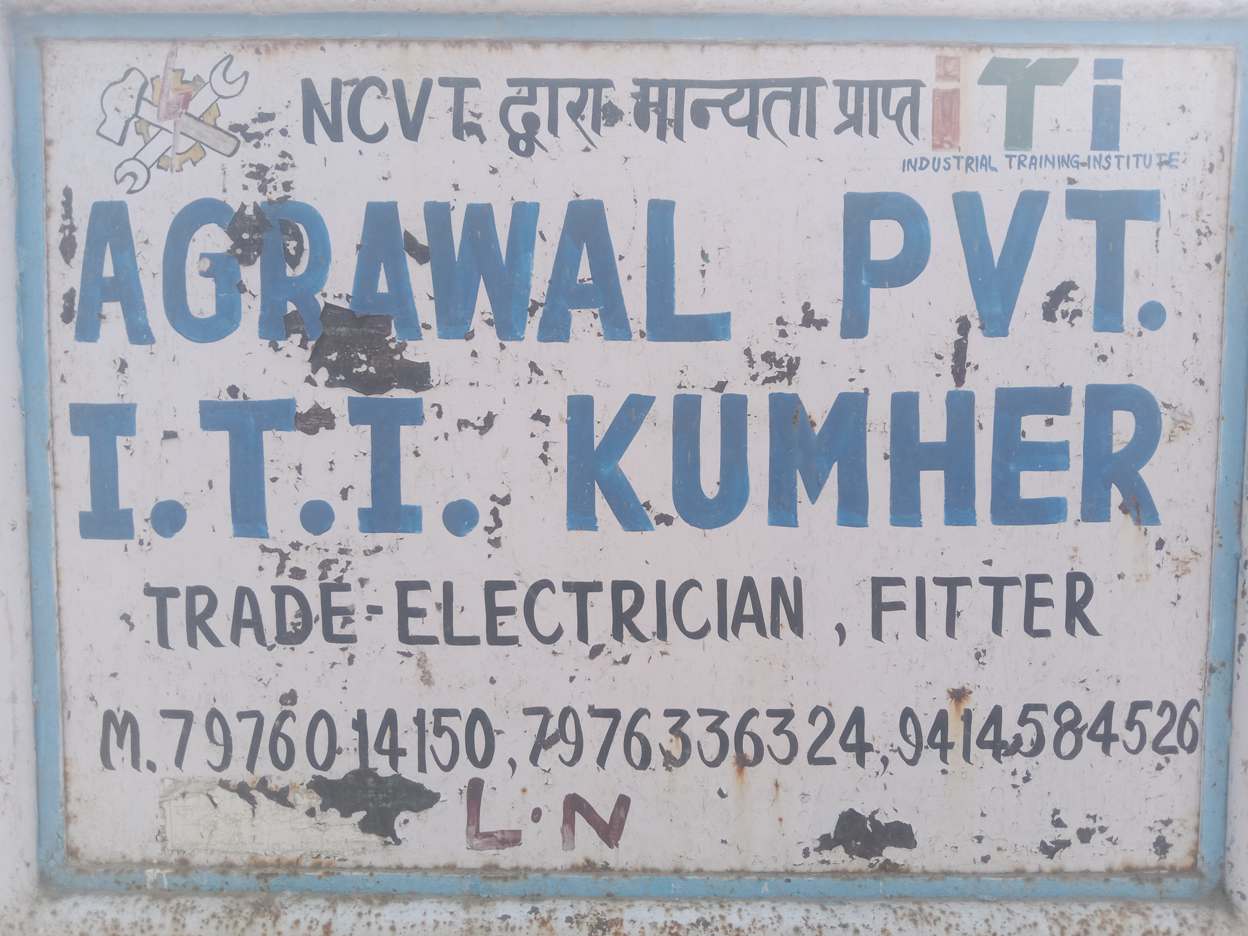 NCVT द्वारा मान्यता प्राप्त iTi
INDUSTRIAL TRAINING INSTITUTE
AGRAWAL PVT.
I.T.I. KUMHER
TRADE-ELECTRICIAN, FITTER
M. 7976014150, 7976336324, 9414584526
L.N